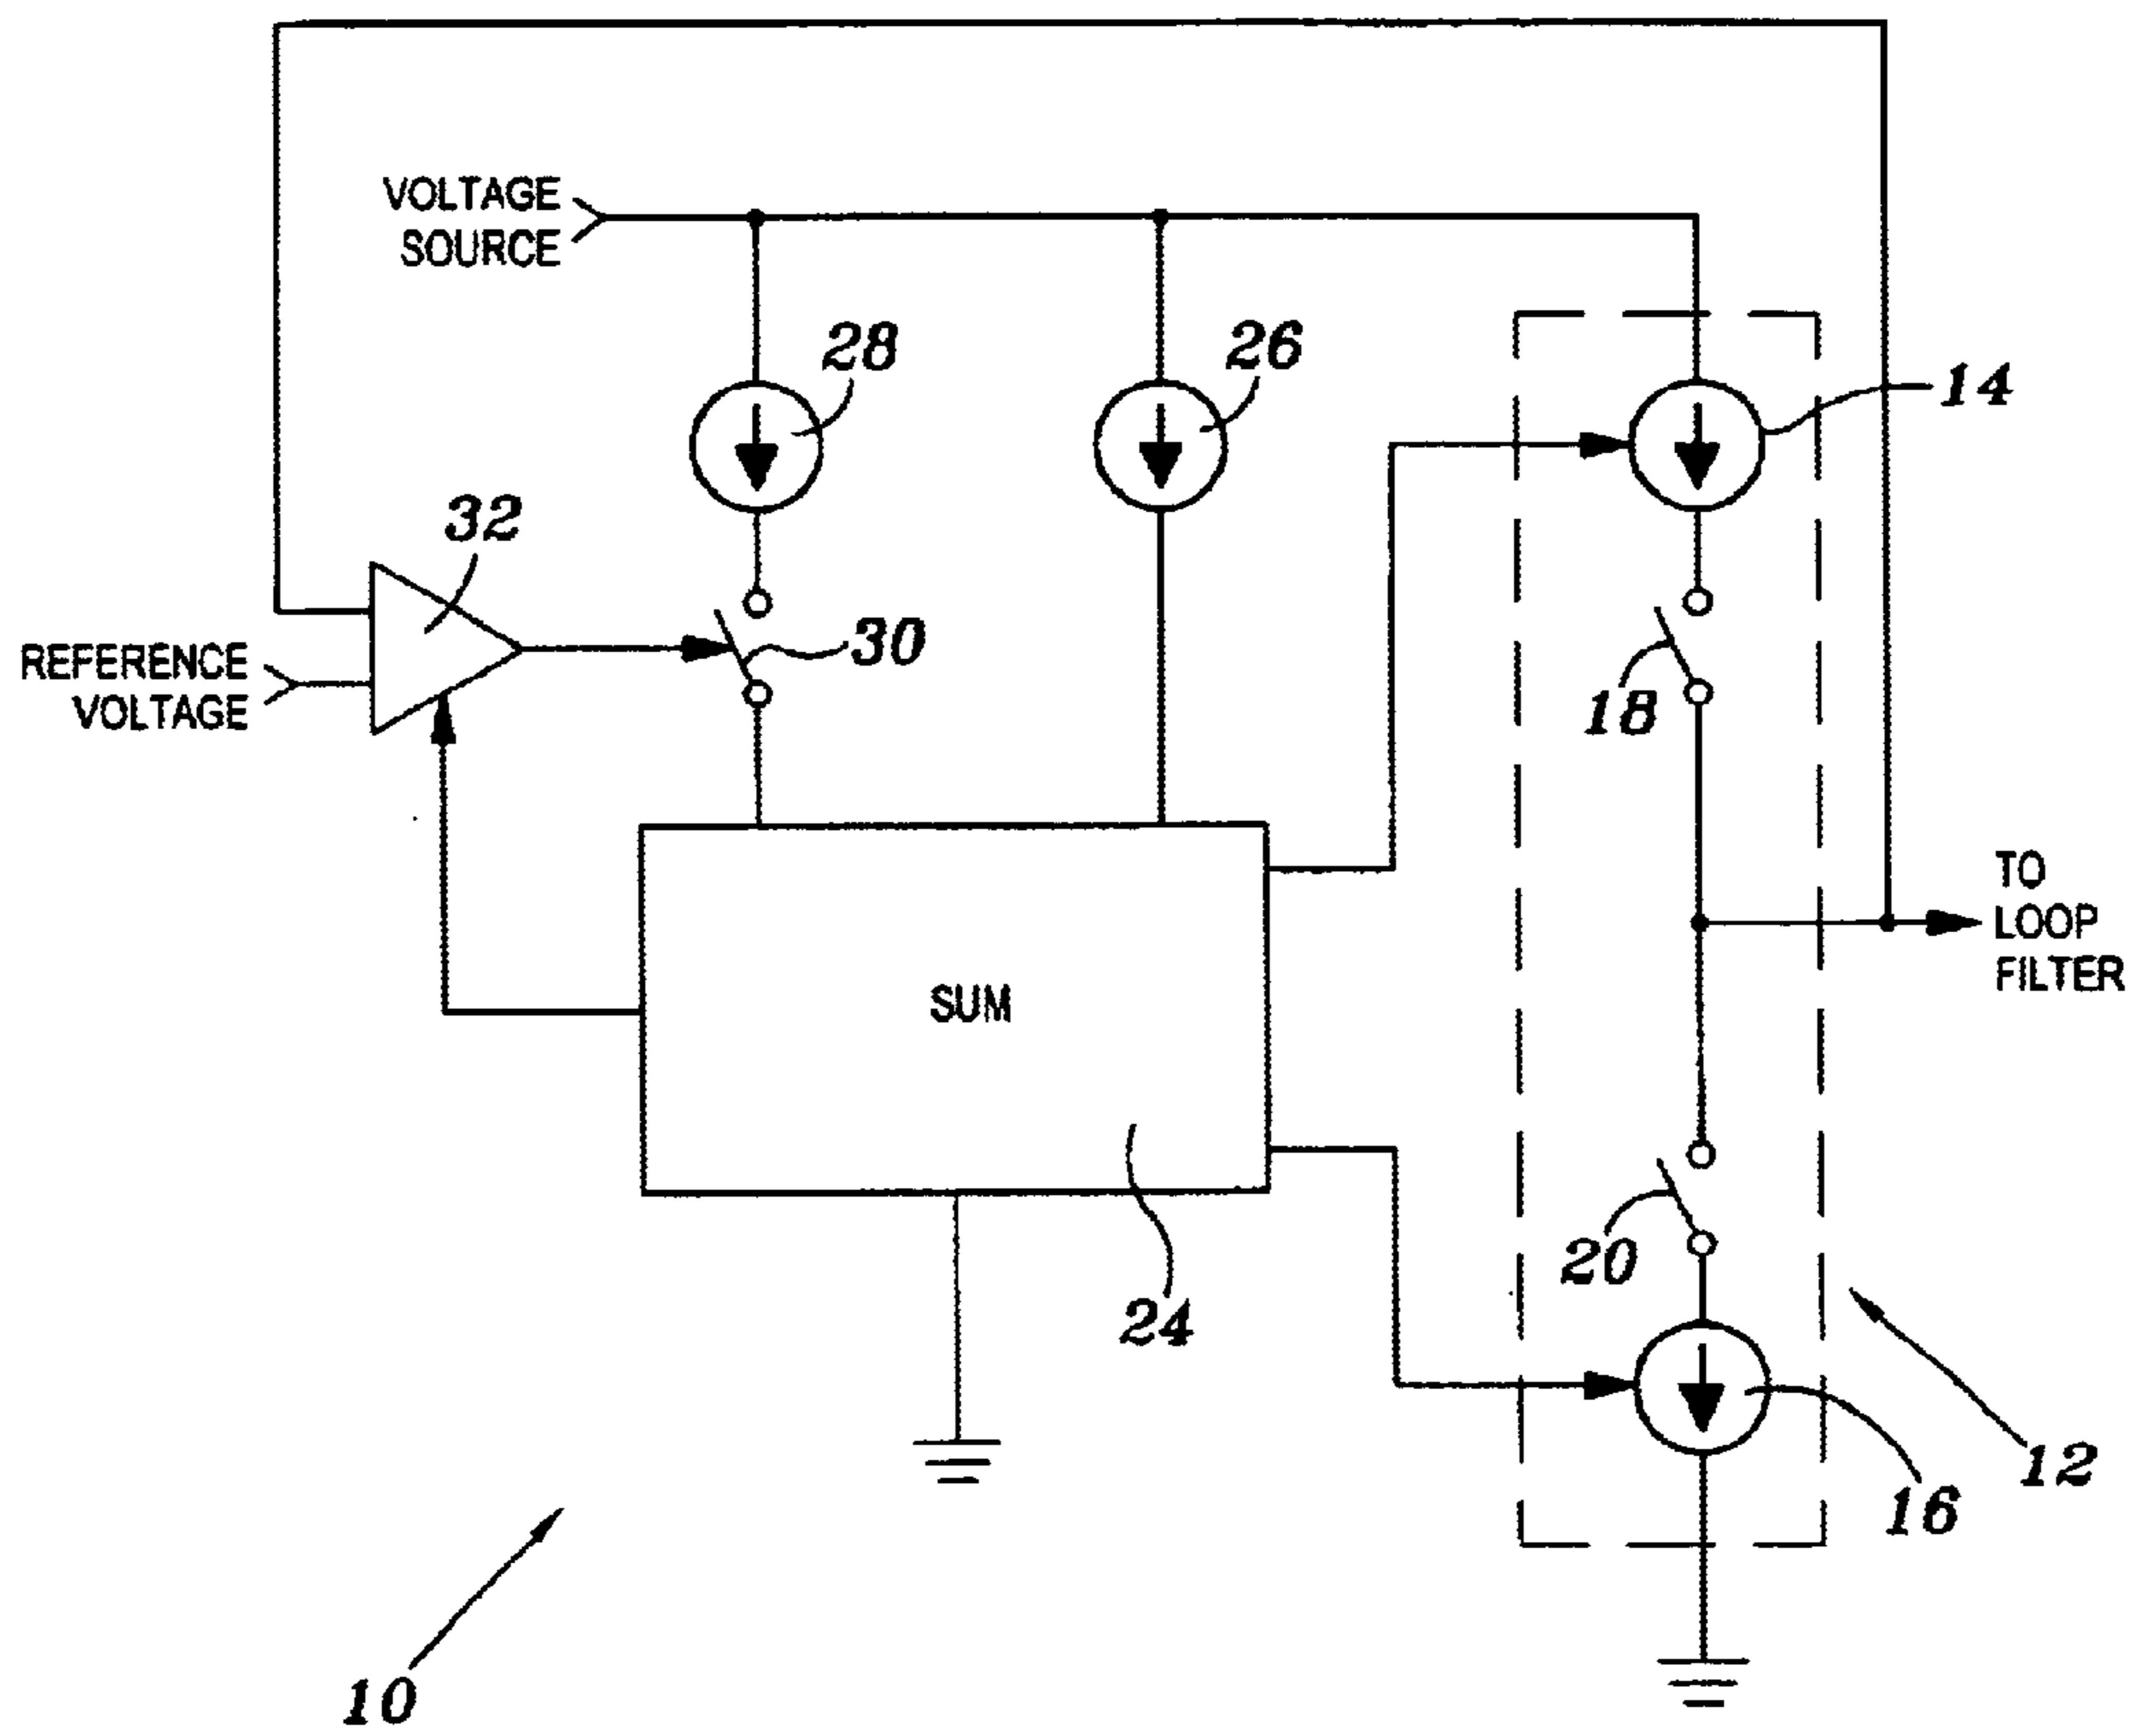 VOLTAGE
SOURCE
28
26
14
32
30
REFERENCE
VOLTAGE
18
TO
LOOP
FILTER
SUM
20
24
12
16
10